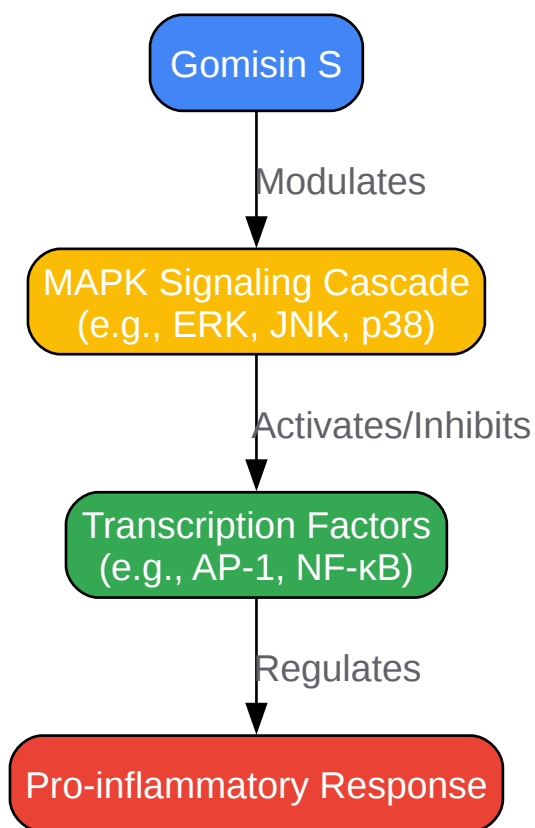 Gomisin S
Modulates
MAPK Signaling Cascade
(e.g., ERK, JNK, p38)
Activates/Inhibits
Transcription Factors
(e.g., AP-1, NF-κB)
Regulates
Pro-inflammatory Response